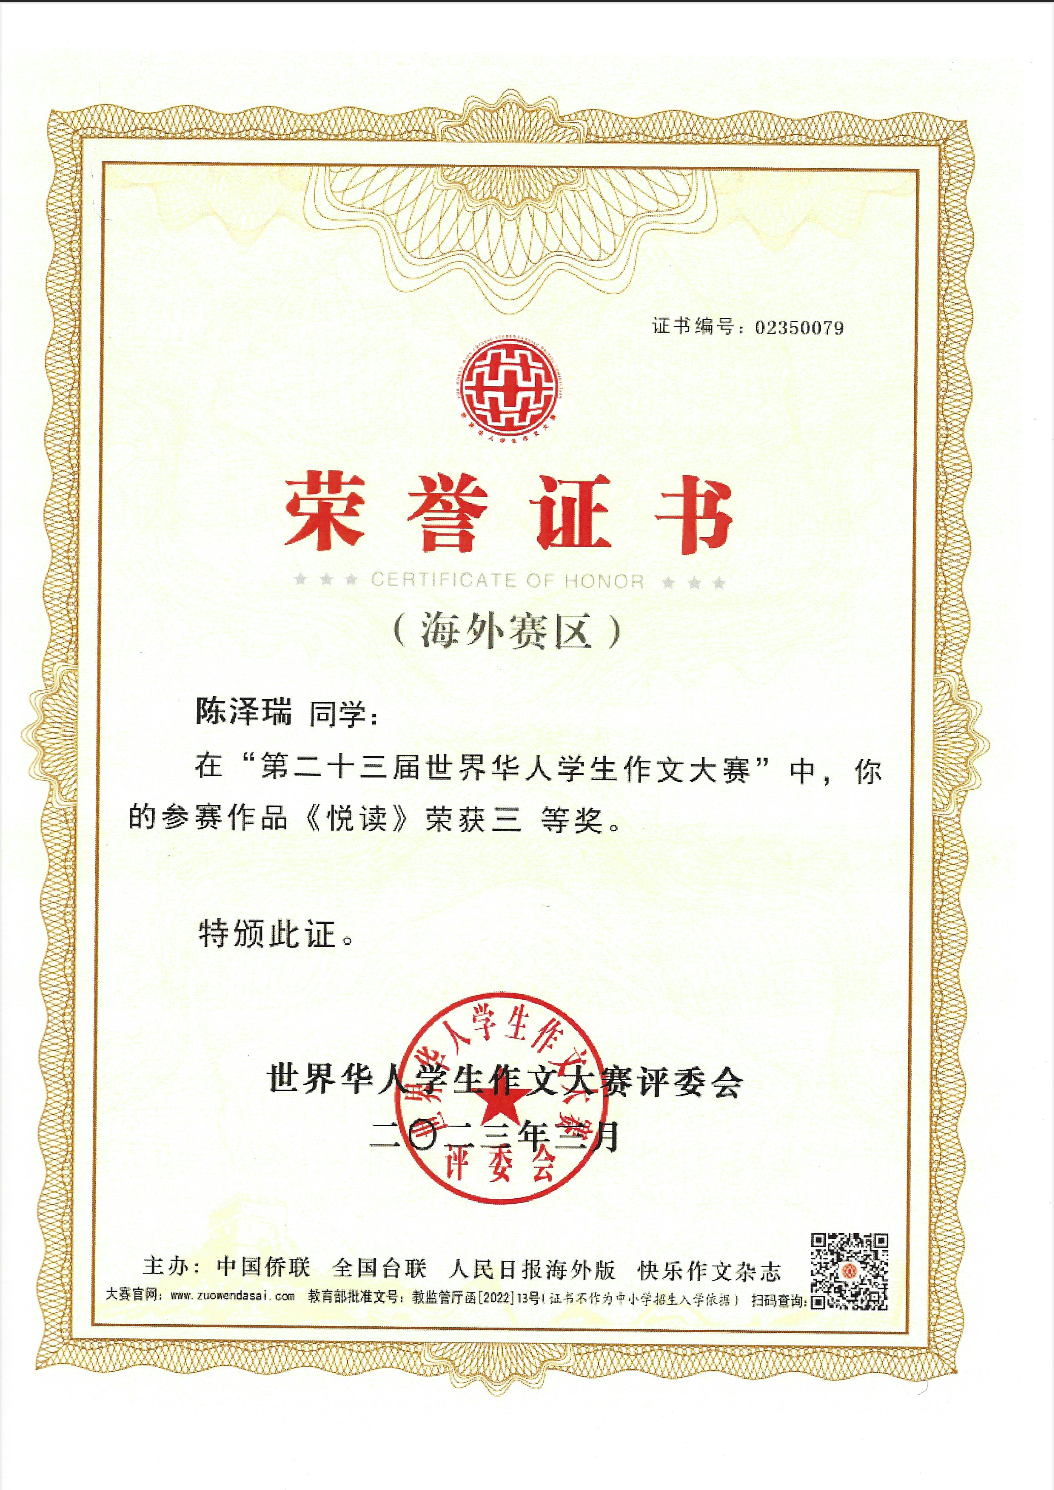 证书编号：02350079
荣誉证书
★ ★ ★ CERTIFICATE OF HONOR ★ ★ ★
（海外赛区）
陈泽瑞 同学：
在“第二十三届世界华人学生作文大赛”中，你
的参赛作品《悦读》荣获三 等奖。
特颁此证。
世界华人学生作文大赛评委会
二〇二三年三月
世界华人学生作文大赛
评委会
主办：中国侨联 全国台联 人民日报海外版 快乐作文杂志
大赛官网：www.zuowendasai.com 教育部批准文号：教监管厅函[2022]13号(证书不作为中小学招生入学依据) 扫码查询：